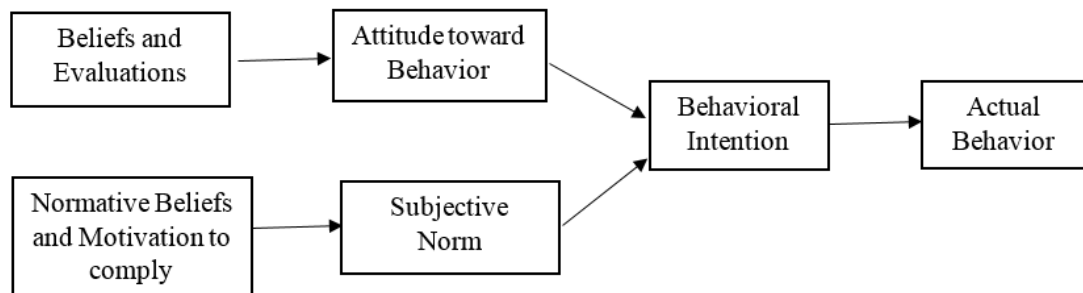 Beliefs and
Evaluations
Attitude toward
Behavior
Behavioral
Intention
Actual
Behavior
Normative Beliefs
and Motivation to
comply
Subjective
Norm